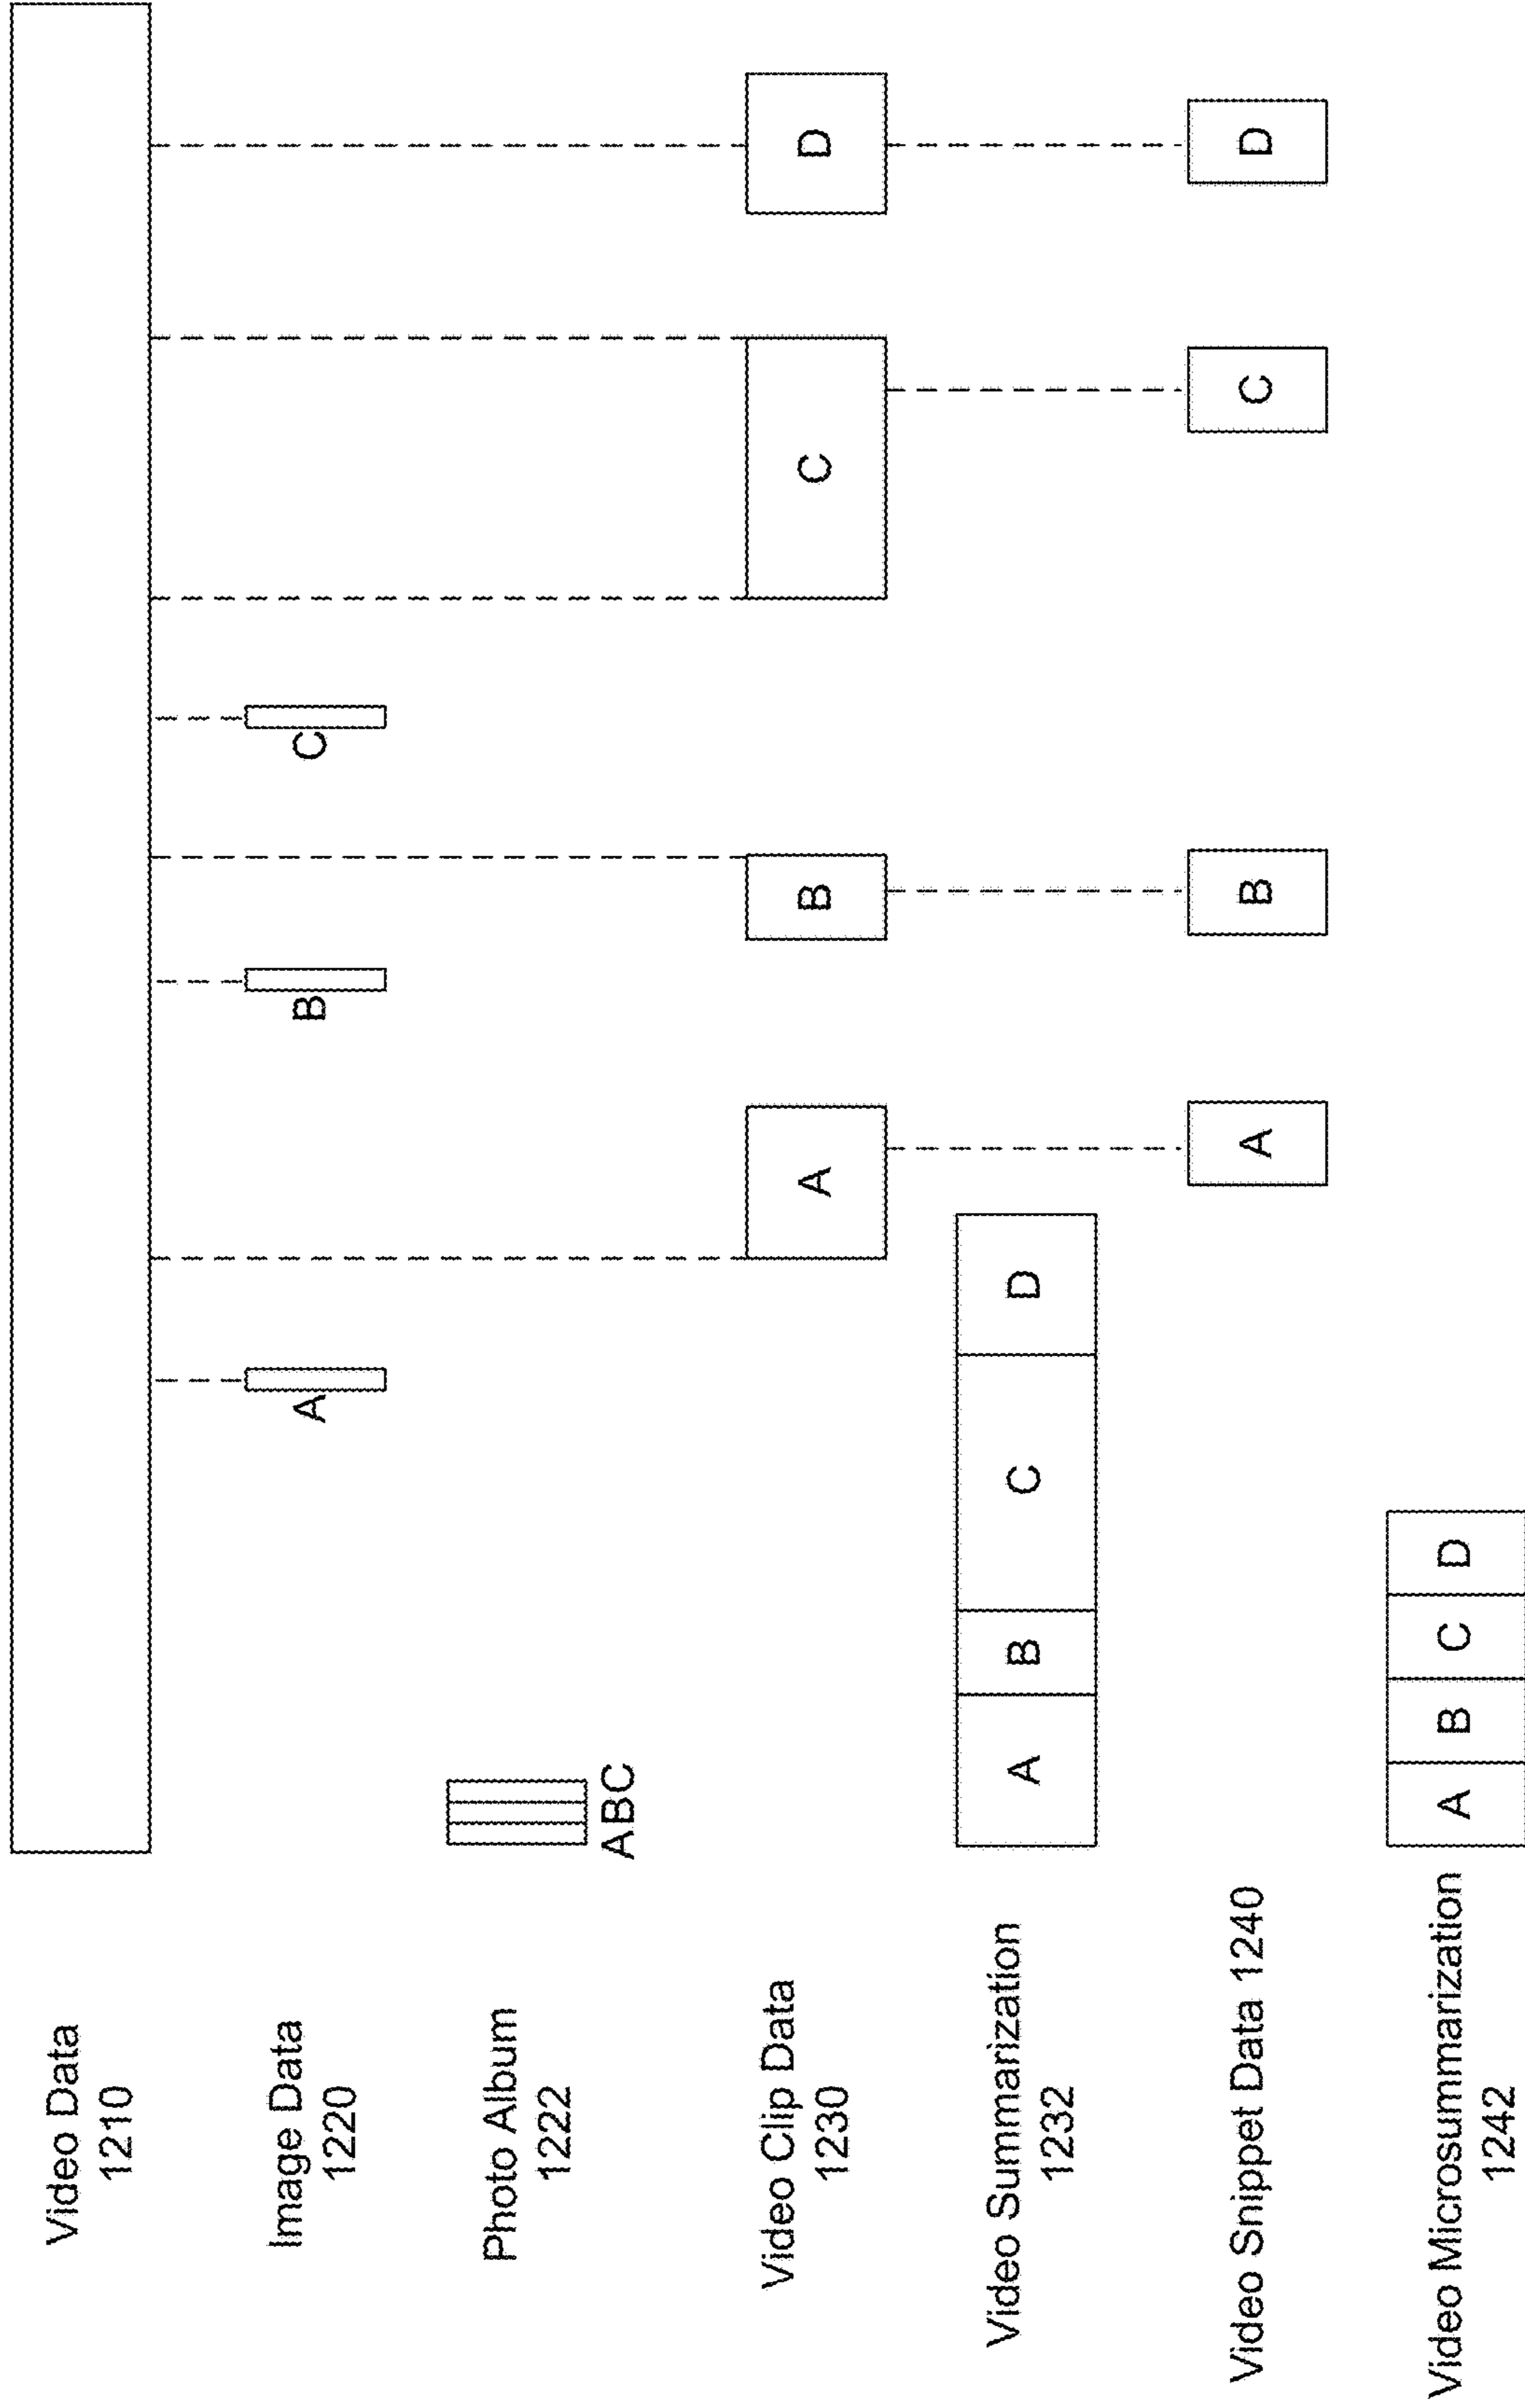 Video Data
1210
Image Data
1220
A
B
C
Photo Album
1222
ABC
Video Clip Data
1230
A
B
C
D
Video Summarization
1232
A
B
C
D
Video Snippet Data 1240
A
B
C
D
Video Microsummarization
1242
A
B
C
D